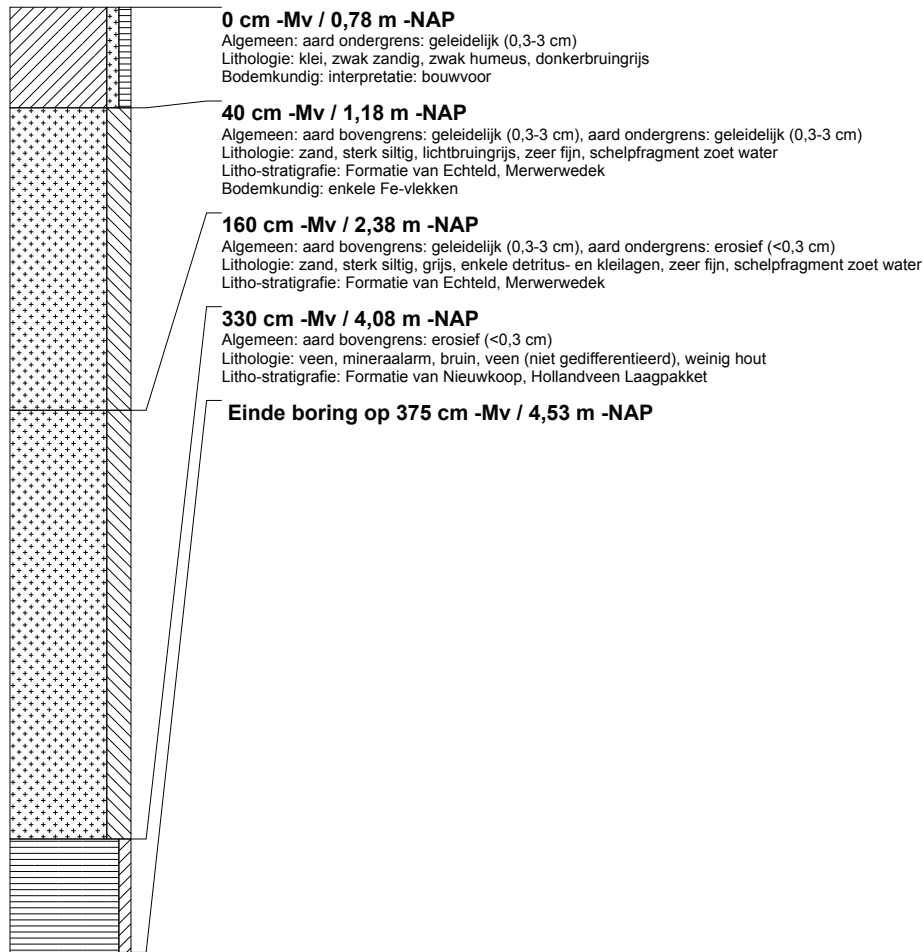 0 cm -Mv / 0,78 m -NAP
Algemeen: aard ondergrens: geleidelijk (0,3-3 cm)
Lithologie: klei, zwak zandig, zwak humeus, donkerbruingrijs
Bodemkundig: interpretatie: bouwvoor
40 cm -Mv / 1,18 m -NAP
Algemeen: aard bovengrens: geleidelijk (0,3-3 cm), aard ondergrens: geleidelijk (0,3-3 cm)
Lithologie: zand, sterk siltig, lichtbruingrijs, zeer fijn, schelpfragment zoet water
Litho-stratigrafie: Formatie van Echteld, Merwerwedek
Bodemkundig: enkele Fe-vlekken
160 cm -Mv / 2,38 m -NAP
Algemeen: aard bovengrens: geleidelijk (0,3-3 cm), aard ondergrens: erosief (<0,3 cm)
Lithologie: zand, sterk siltig, grijs, enkele detritus- en kleilagen, zeer fijn, schelpfragment zoet water
Litho-stratigrafie: Formatie van Echteld, Merwerwedek
330 cm -Mv / 4,08 m -NAP
Algemeen: aard bovengrens: erosief (<0,3 cm)
Lithologie: veen, mineraalarm, bruin, veen (niet gedifferentieerd), weinig hout
Litho-stratigrafie: Formatie van Nieuwkoop, Hollandveen Laagpakket
Einde boring op 375 cm -Mv / 4,53 m -NAP